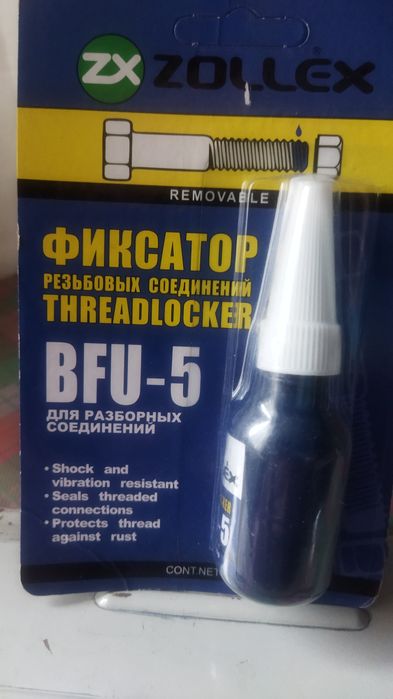 ZX ZOLLEX®
REMOVABLE
ФИКСАТОР
РЕЗЬБОВЫХ СОЕДИНЕНИЙ
THREADLOCKER
BFU-5
ДЛЯ РАЗБОРНЫХ
СОЕДИНЕНИЙ
• Shock and
vibration resistant
• Seals threaded
connections
• Protects thread
against rust
CONT NET